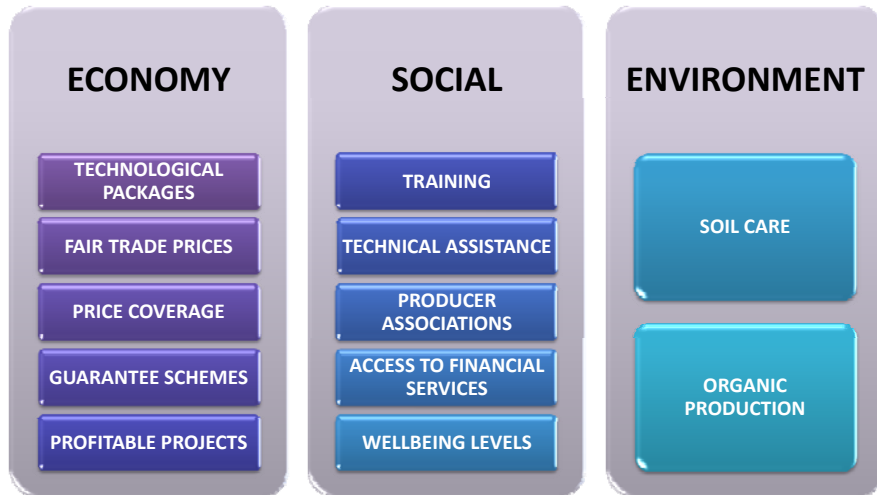 ECONOMY
TECHNOLOGICAL
PACKAGES
FAIR TRADE PRICES
PRICE COVERAGE
GUARANTEE SCHEMES
PROFITABLE PROJECTS
SOCIAL
TRAINING
TECHNICAL ASSISTANCE
PRODUCER
ASSOCIATIONS
ACCESS TO FINANCIAL
SERVICES
WELLBEING LEVELS
ENVIRONMENT
SOIL CARE
ORGANIC
PRODUCTION